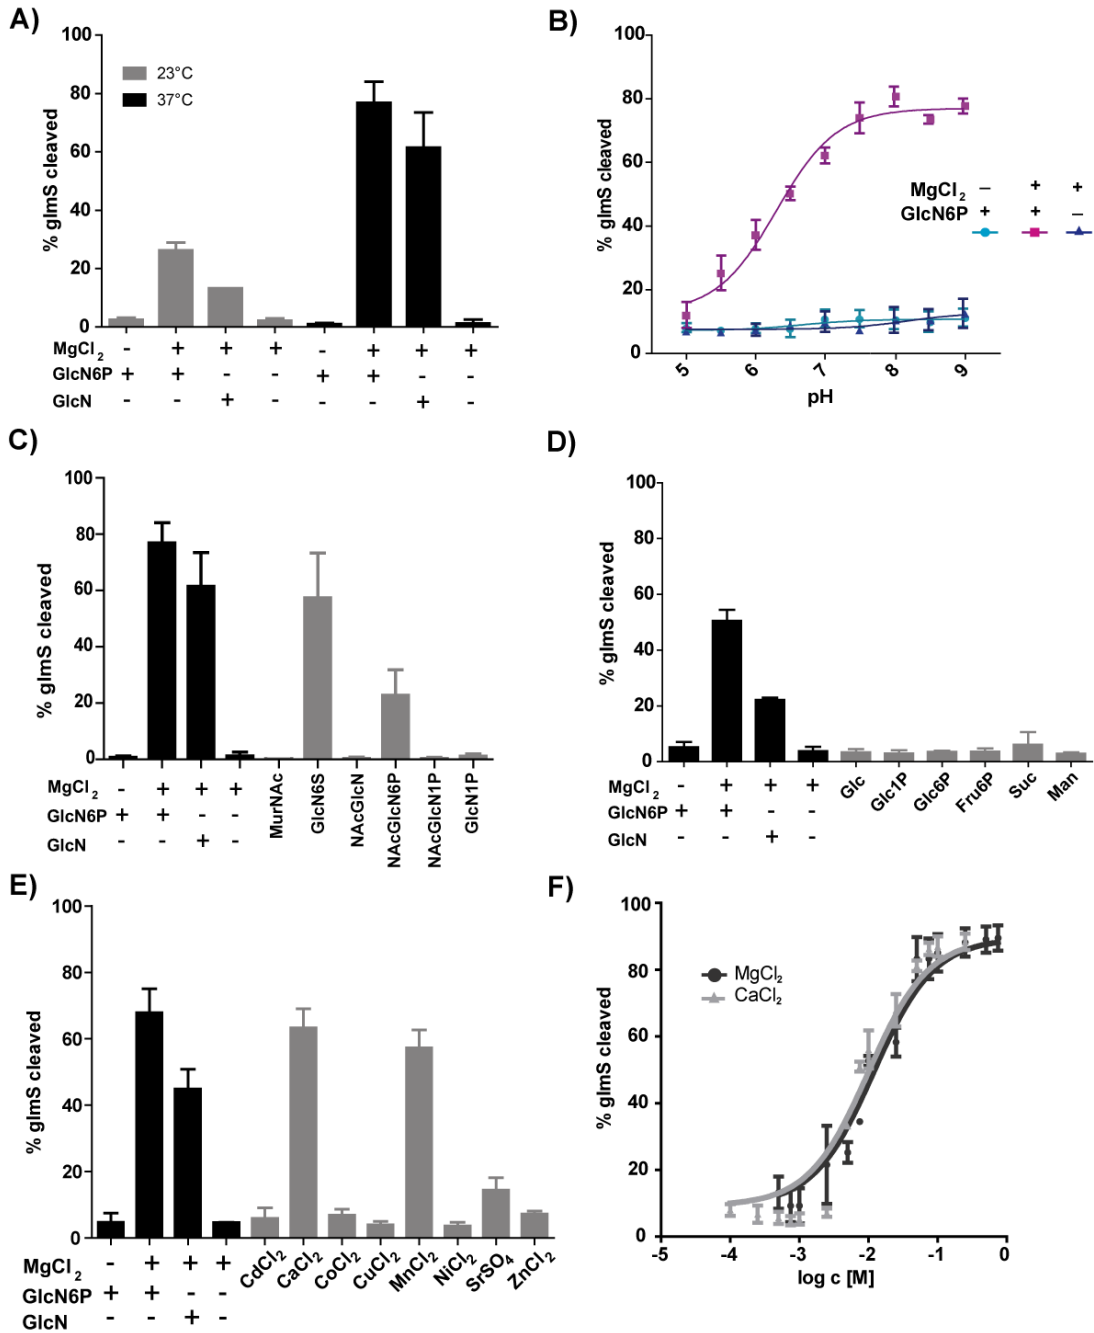 A)
% glmS cleaved
100
80
60
40
20
0
23°C
37°C
MgCl2 - + + + - + + +
GlcN6P + + - - + + - -
GlcN - - + - - - + -
B)
% glmS cleaved
100
80
60
40
20
0
5 6 7 8 9
pH
MgCl2 – + +
GlcN6P + + –
C)
% glmS cleaved
100
80
60
40
20
0
MgCl2 - + + +
GlcN6P + + - -
GlcN - - + -
MurNAc
GlcN6S
NAcGlcN
NAcGlcN6P
NAcGlcN1P
GlcN1P
D)
% glmS cleaved
100
80
60
40
20
0
MgCl2 - + + +
GlcN6P + + - -
GlcN - - + -
Glc
Glc1P
Glc6P
Fru6P
Suc
Man
E)
% glmS cleaved
100
80
60
40
20
0
MgCl2 - + + +
GlcN6P + + - -
GlcN - - + -
CdCl2
CaCl2
CoCl2
CuCl2
MnCl2
NiCl2
SrSO4
ZnCl2
F)
% glmS cleaved
100
80
60
40
20
0
MgCl2
CaCl2
-5 -4 -3 -2 -1 0
log c [M]